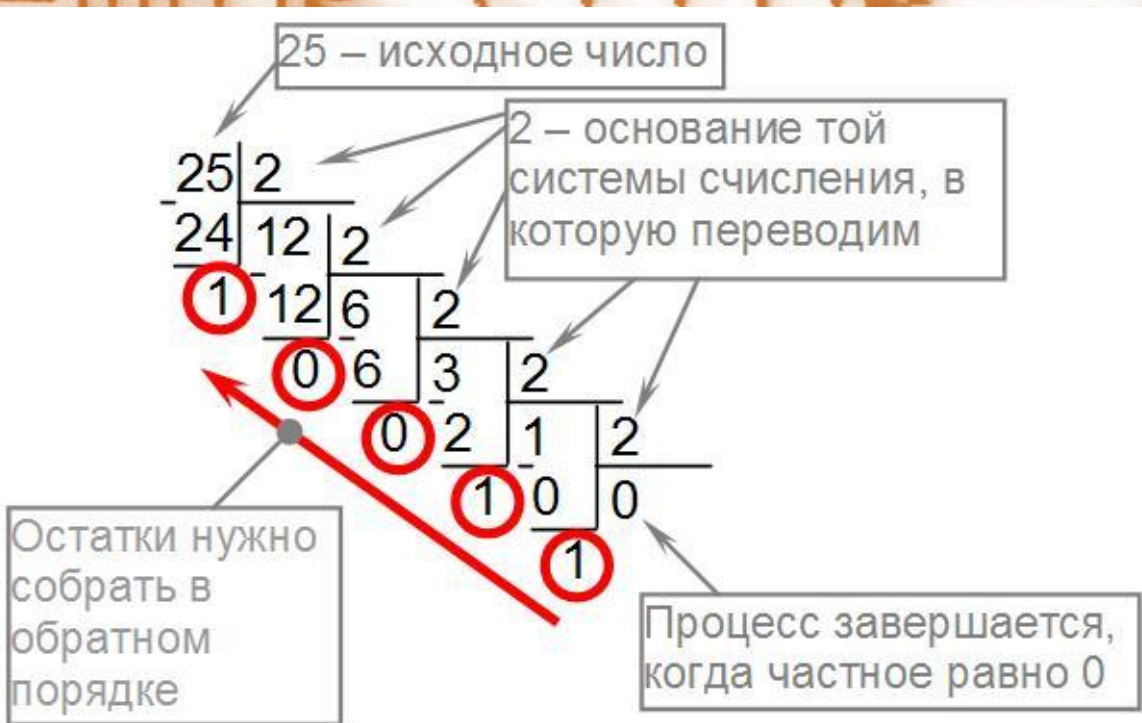 25 – исходное число
2 – основание той
системы счисления, в
которую переводим
25 2
24 12 2
1 12 6 2
0 6 3 2
0 2 1 2
1 0 0
1
Остатки нужно
собрать в
обратном
порядке
Процесс завершается,
когда частное равно 0